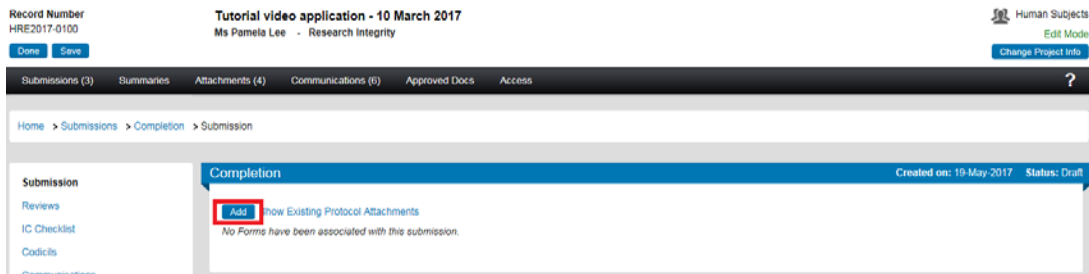 Record Number
HRE2017-0100
Done Save
Tutorial video application - 10 March 2017
Ms Pamela Lee - Research Integrity
Human Subjects
Edit Mode
Change Project Info
Submissions (3) Summaries Attachments (4) Communications (6) Approved Docs Access ?
Home > Submissions > Completion > Submission
Submission
Reviews
IC Checklist
Codicils
Communications
Completion Created on: 19-May-2017 Status: Draft
Add how Existing Protocol Attachments
No Forms have been associated with this submission.